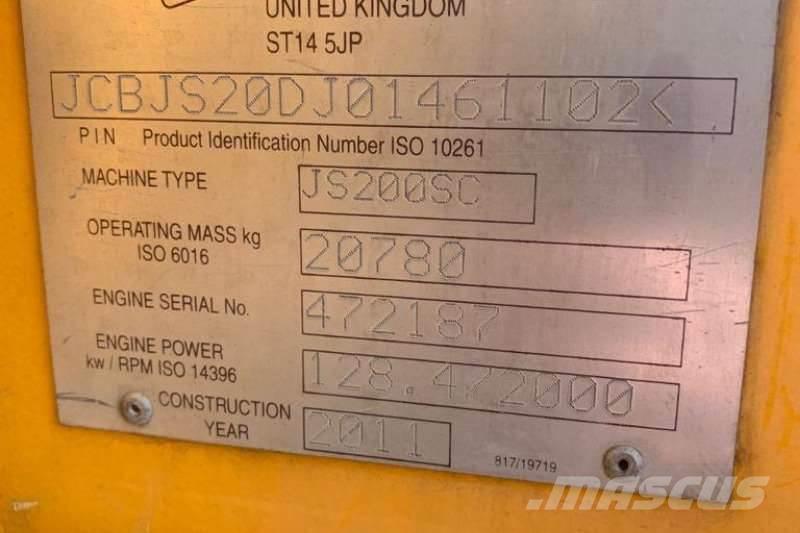 UNITED KINGDOM
ST14 5JP
JCBJS20DJ01461102<
PIN Product Identification Number ISO 10261
MACHINE TYPE JS200SC
OPERATING MASS kg 20780
ISO 6016
ENGINE SERIAL No. 472187
ENGINE POWER 128.472000
kw / RPM ISO 14396
CONSTRUCTION 2011
YEAR
817/19719
mascus